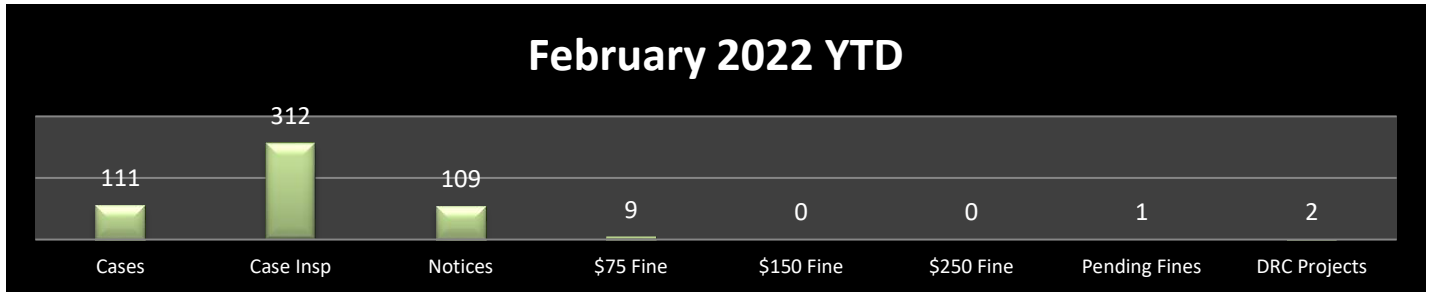 February 2022 YTD
312
111
109
9
0
0
1
2
Cases
Case Insp
Notices
$75 Fine
$150 Fine
$250 Fine
Pending Fines
DRC Projects